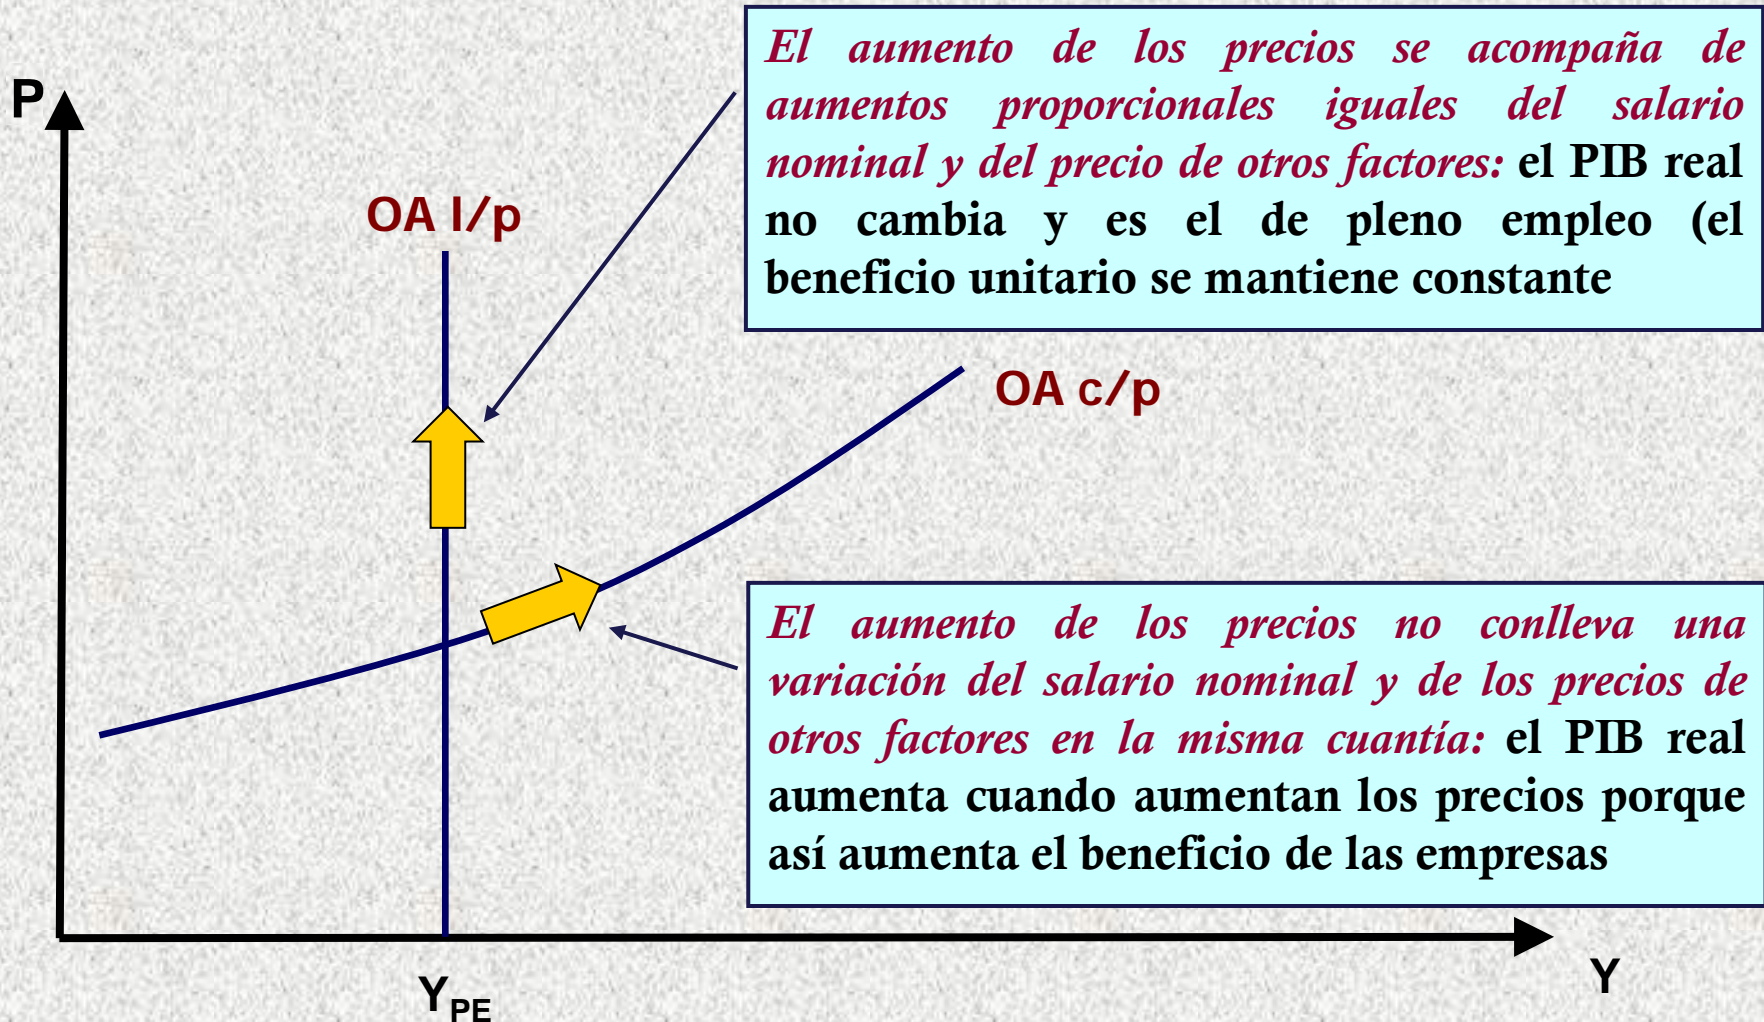 P
El aumento de los precios se acompaña de
aumentos proporcionales iguales del salario
nominal y del precio de otros factores: el PIB real
no cambia y es el de pleno empleo (el
beneficio unitario se mantiene constante
OA l/p
OA c/p
El aumento de los precios no conlleva una
variación del salario nominal y de los precios de
otros factores en la misma cuantía: el PIB real
aumenta cuando aumentan los precios porque
así aumenta el beneficio de las empresas
Y
YPE